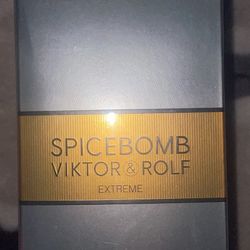 SPICEBOMB
VIKTOR & ROLF
EXTREME